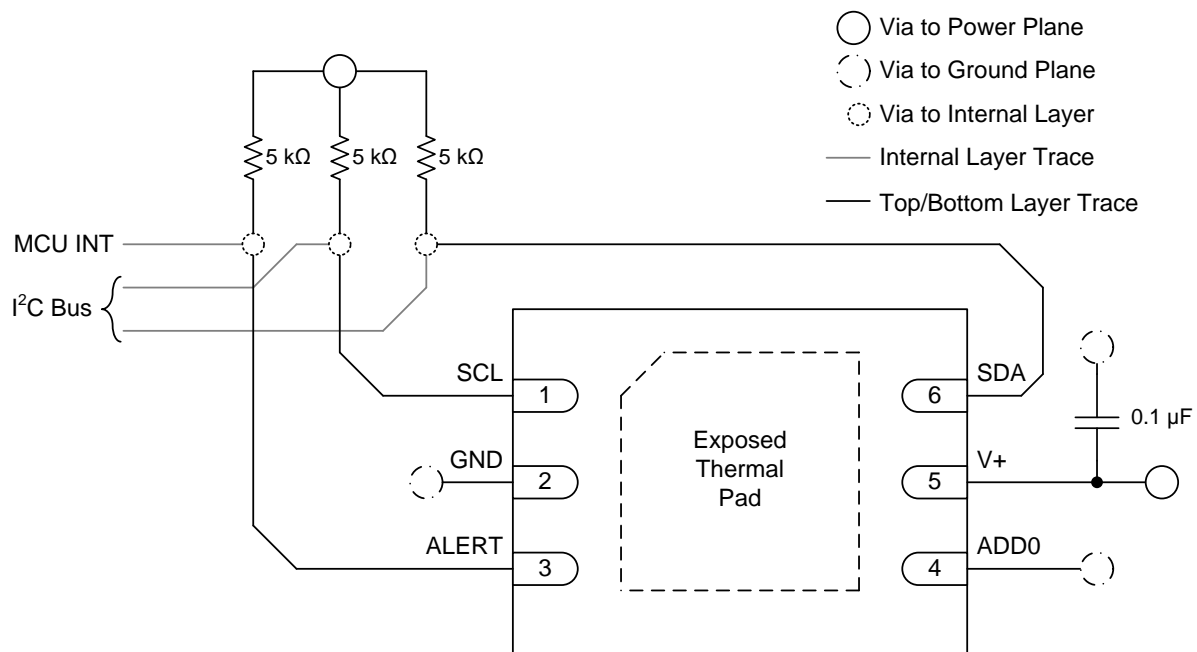 Via to Power Plane
Via to Ground Plane
Via to Internal Layer
Internal Layer Trace
Top/Bottom Layer Trace
5 kΩ
5 kΩ
5 kΩ
MCU INT
I²C Bus
SCL
1
GND
2
ALERT
3
Exposed
Thermal
Pad
SDA
6
V+
5
ADD0
4
0.1 µF